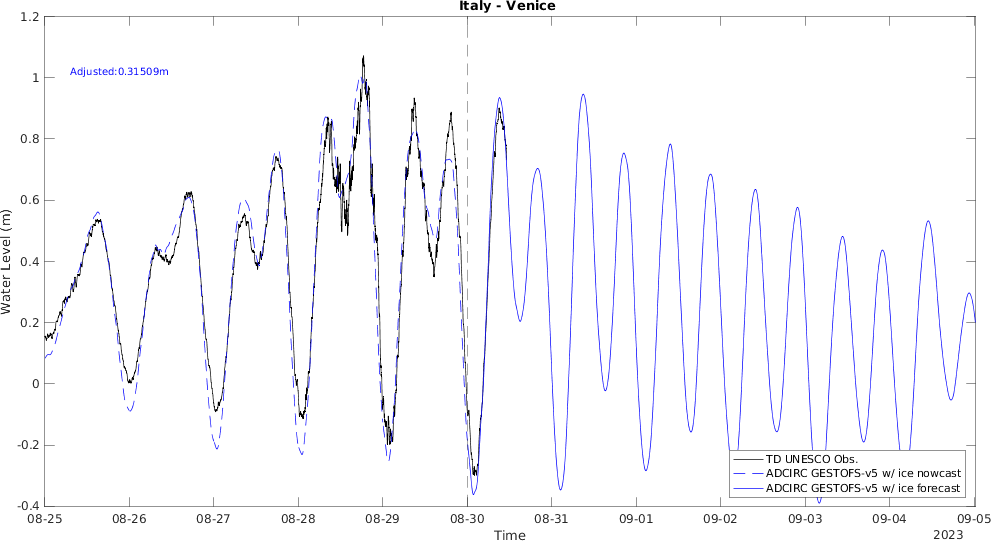 Italy - Venice
Adjusted:0.31509m
Water Level (m)
1.2
1
0.8
0.6
0.4
0.2
0
-0.2
-0.4
TD UNESCO Obs.
ADCIRC GESTOFS-v5 w/ ice nowcast
ADCIRC GESTOFS-v5 w/ ice forecast
08-25 08-26 08-27 08-28 08-29 08-30 08-31 09-01 09-02 09-03 09-04 09-05
Time
2023